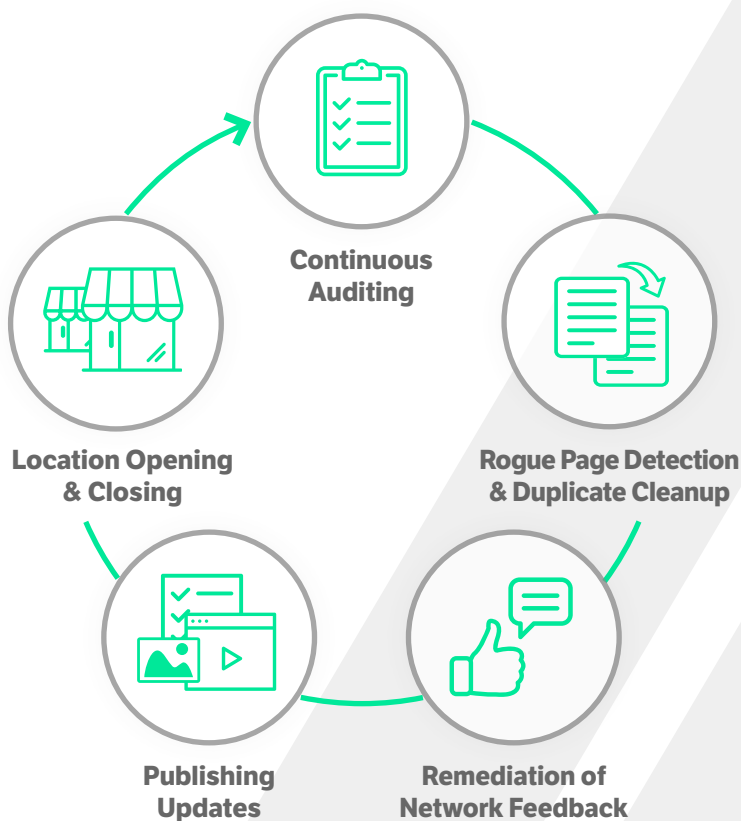 Continuous
Auditing
Rogue Page Detection
& Duplicate Cleanup
Remediation of
Network Feedback
Publishing
Updates
Location Opening
& Closing